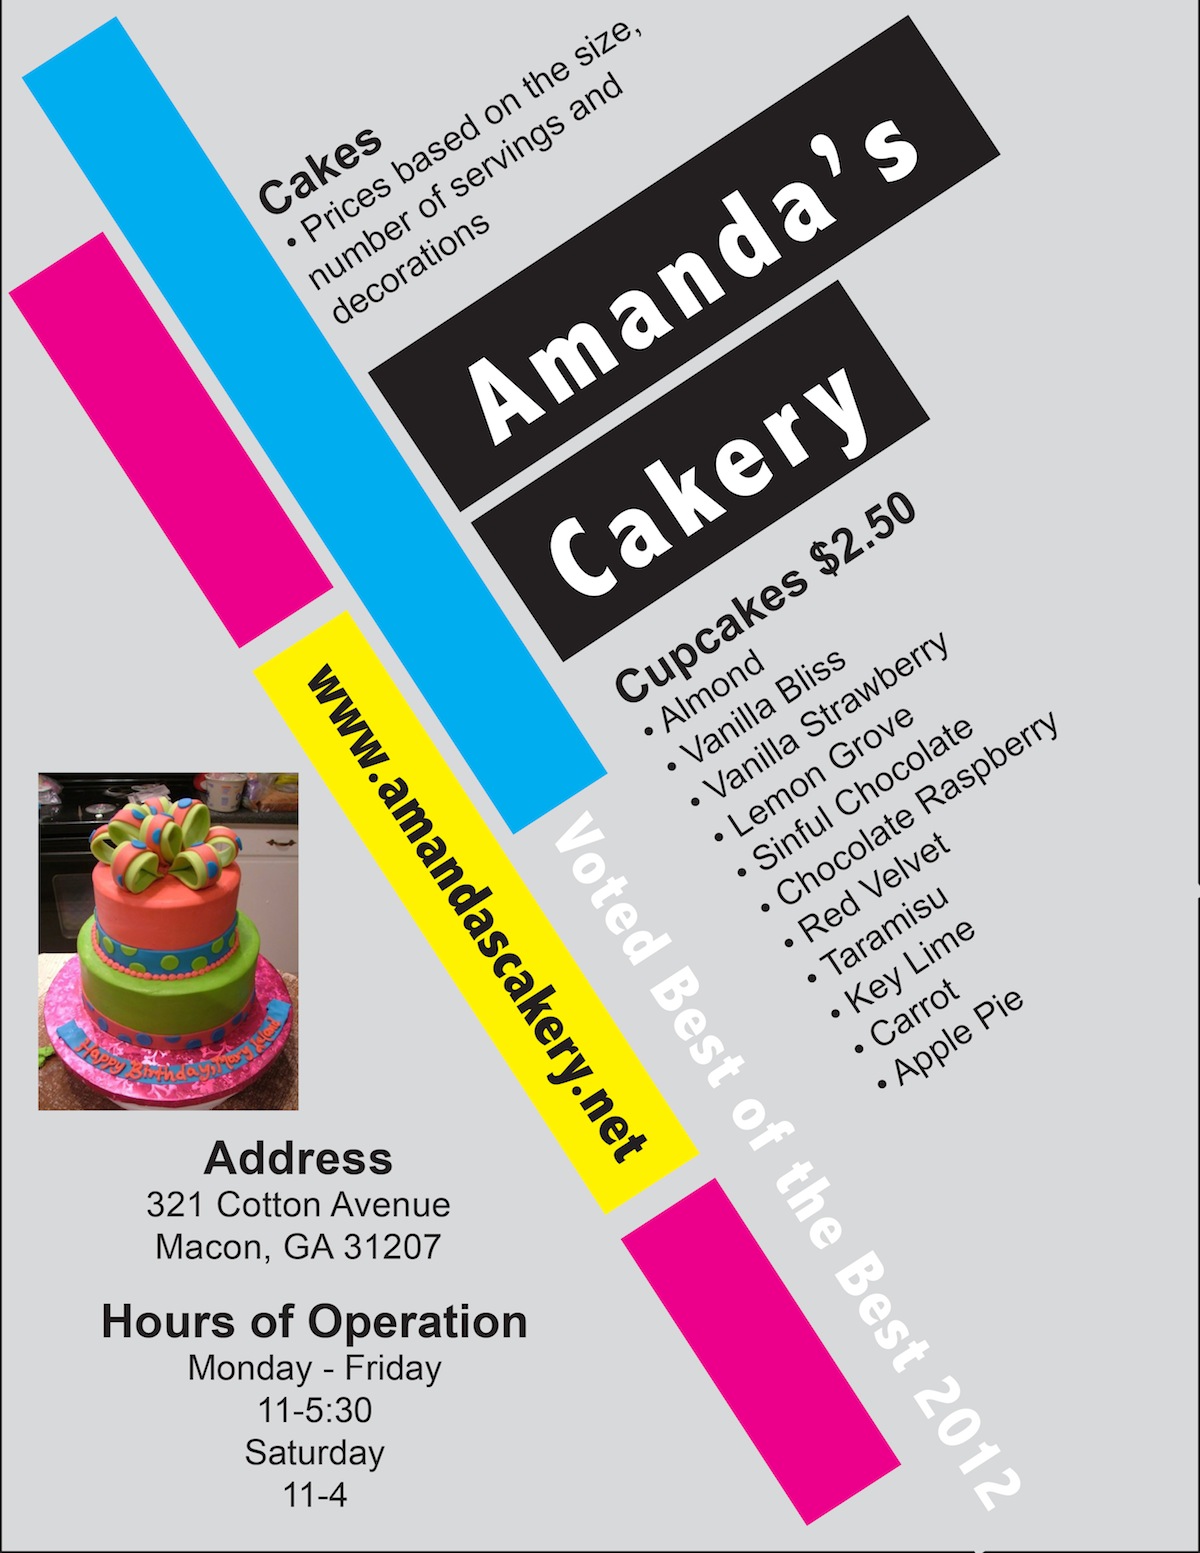 Cakes
• Prices based on the size,
number of servings and
decorations
Amanda's
Cakery
Cupcakes $2.50
• Almond
• Vanilla Bliss
• Vanilla Strawberry
• Lemon Grove
• Sinful Chocolate
• Chocolate Raspberry
• Red Velvet
• Taramisu
• Key Lime
• Carrot
• Apple Pie
www.amandascakery.net
Voted Best of the Best 2012
Happy Birthday, Mary
Address
321 Cotton Avenue
Macon, GA 31207
Hours of Operation
Monday - Friday
11-5:30
Saturday
11-4